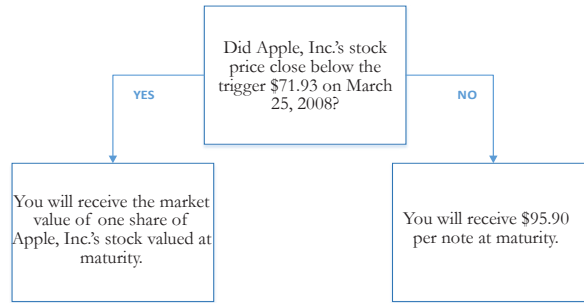 Did Apple, Inc.'s stock
price close below the
trigger $71.93 on March
25, 2008?
YES
NO
You will receive the market
value of one share of
Apple, Inc.'s stock valued at
maturity.
You will receive $95.90
per note at maturity.